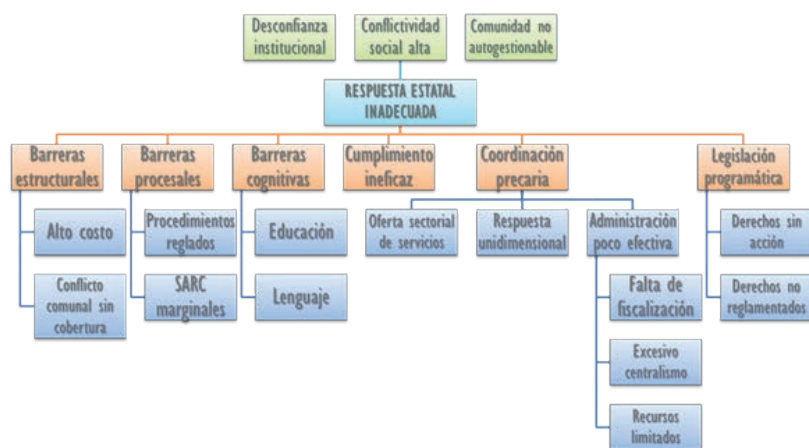 Desconfianza
institucional
Conflictividad
social alta
Comunidad no
autogestionable
RESPUESTA ESTATAL
INADECUADA
Barreras
estructurales
Barreras
procesales
Barreras
cognitivas
Cumplimiento
ineficaz
Coordinación
precaria
Legislación
programática
Alto costo
Conflicto
comunal sin
cobertura
Procedimientos
reglados
SARC
marginales
Educación
Lenguaje
Oferta sectorial
de servicios
Respuesta
unidimensional
Administración
poco efectiva
Falta de
fiscalización
Excesivo
centralismo
Recursos
limitados
Derechos sin
acción
Derechos no
reglamentados